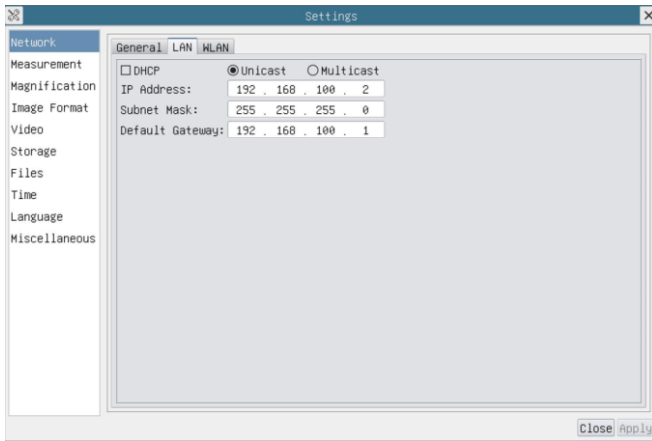 Settings
Network
Measurement
Magnification
Image Format
Video
Storage
Files
Time
Language
Miscellaneous
General LAN WLAN
DHCP Unicast Multicast
IP Address: 192 . 168 . 100 . 2
Subnet Mask: 255 . 255 . 255 . 0
Default Gateway: 192 . 168 . 100 . 1
Close Apply